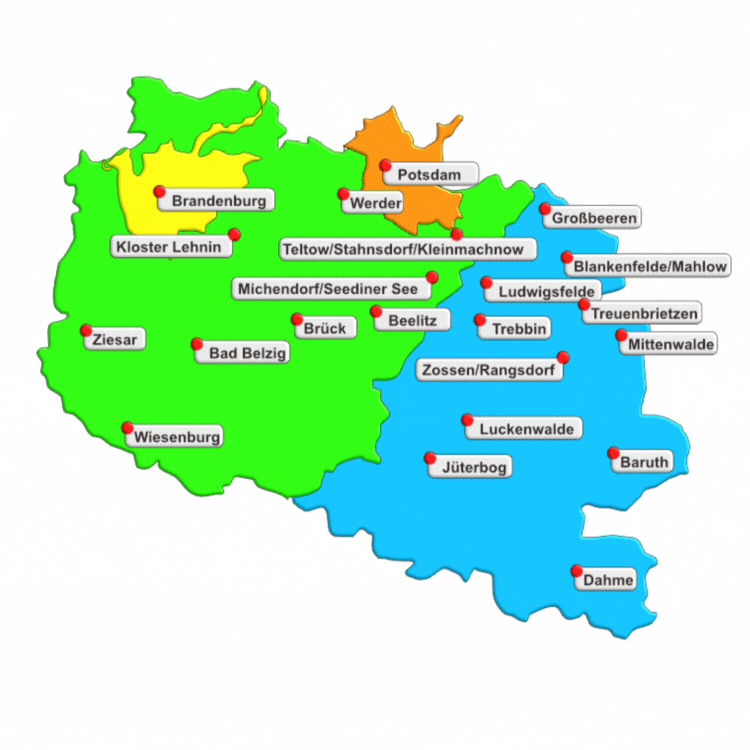 Potsdam
Brandenburg
Werder
Großbeeren
Kloster Lehnin
Teltow/Stahnsdorf/Kleinmachnow
Blankenfelde/Mahlow
Michendorf/Seediner See
Ludwigsfelde
Treuenbrietzen
Beelitz
Brück
Trebbin
Ziesar
Mittenwalde
Bad Belzig
Zossen/Rangsdorf
Wiesenburg
Luckenwalde
Jüterbog
Baruth
Dahme